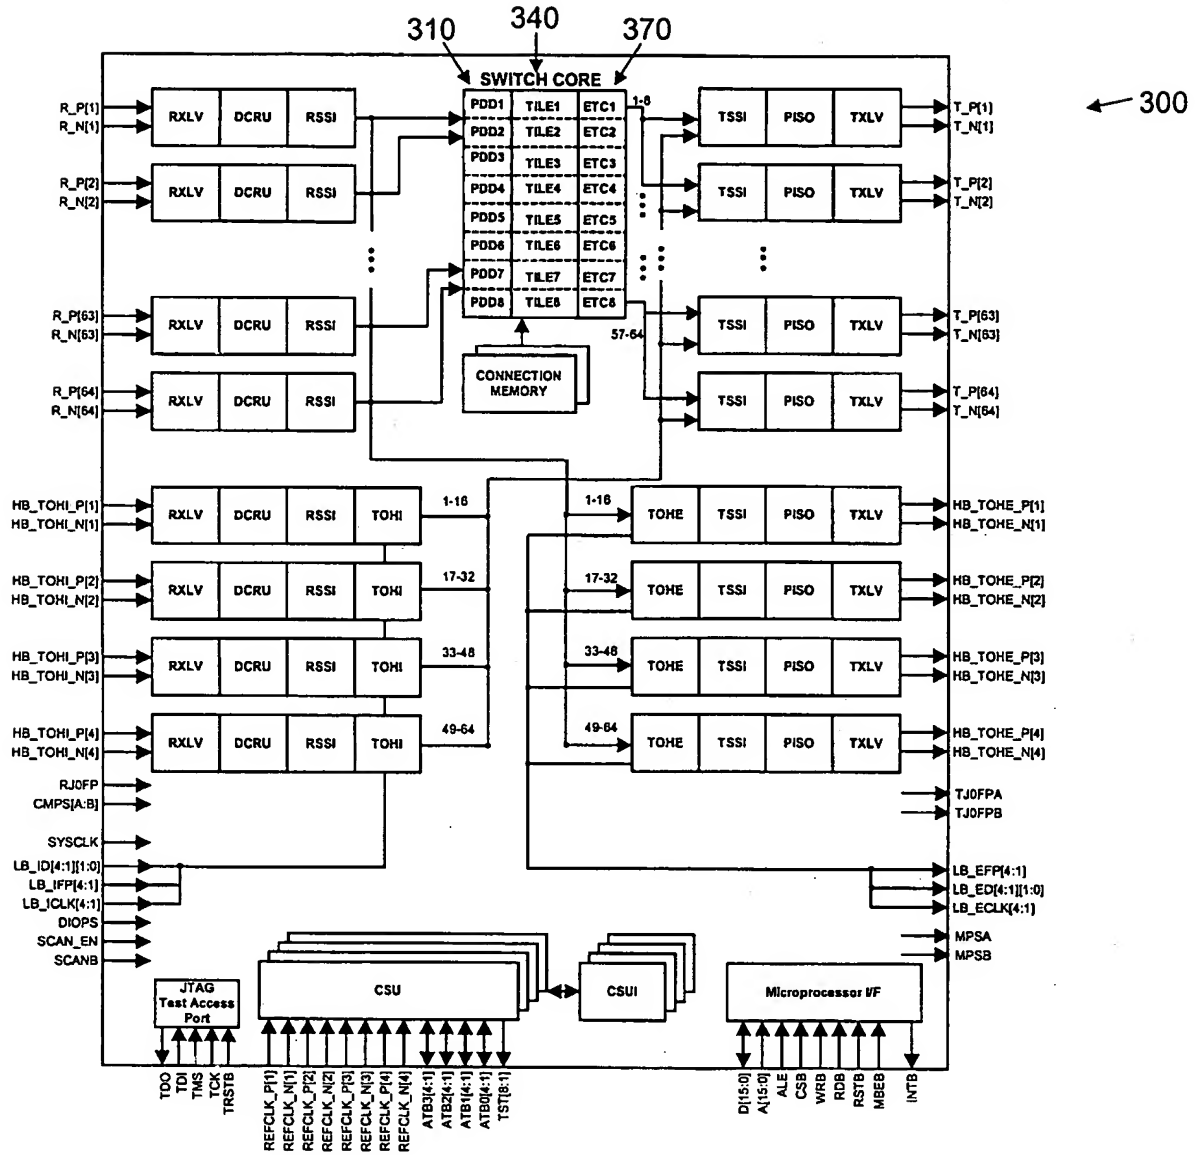 310
340
370
300
SWITCH CORE
R_P[1]
R_N[1]
RXLV DCRU RSSI
R_P[2]
R_N[2]
RXLV DCRU RSSI
R_P[63]
R_N[63]
RXLV DCRU RSSI
R_P[64]
R_N[64]
RXLV DCRU RSSI
PDD1 TILE1 ETC1
PDD2 TILE2 ETC2
PDD3 TILE3 ETC3
PDD4 TILE4 ETC4
PDD5 TILE5 ETC5
PDD6 TILE6 ETC6
PDD7 TILE7 ETC7
PDD8 TILE8 ETC8
1-8
57-64
CONNECTION
MEMORY
TSSI PISO TXLV
T_P[1]
T_N[1]
TSSI PISO TXLV
T_P[2]
T_N[2]
TSSI PISO TXLV
T_P[63]
T_N[63]
TSSI PISO TXLV
T_P[64]
T_N[64]
HB_TOHI_P[1]
HB_TOHI_N[1]
RXLV DCRU RSSI TOHI
1-16
HB_TOHI_P[2]
HB_TOHI_N[2]
RXLV DCRU RSSI TOHI
17-32
HB_TOHI_P[3]
HB_TOHI_N[3]
RXLV DCRU RSSI TOHI
33-48
HB_TOHI_P[4]
HB_TOHI_N[4]
RXLV DCRU RSSI TOHI
49-64
1-16
TOHE TSSI PISO TXLV
HB_TOHE_P[1]
HB_TOHE_N[1]
17-32
TOHE TSSI PISO TXLV
HB_TOHE_P[2]
HB_TOHE_N[2]
33-48
TOHE TSSI PISO TXLV
HB_TOHE_P[3]
HB_TOHE_N[3]
49-64
TOHE TSSI PISO TXLV
HB_TOHE_P[4]
HB_TOHE_N[4]
RJ0FP
CMPS[A:B]
SYSCLK
LB_ID[4:1][1:0]
LB_IFP[4:1]
LB_ICLK[4:1]
DIOPS
SCAN_EN
SCANB
TJ0FPA
TJ0FPB
LB_EFP[4:1]
LB_ED[4:1][1:0]
LB_ECLK[4:1]
MPSA
MPSB
JTAG
Test Access
Port
CSU
CSUI
Microprocessor I/F
TDO
TDI
TMS
TCK
TRSTB
REFCLK_P[1]
REFCLK_N[1]
REFCLK_P[2]
REFCLK_N[2]
REFCLK_P[3]
REFCLK_N[3]
REFCLK_P[4]
REFCLK_N[4]
ATB3[4:1]
ATB2[4:1]
ATB1[4:1]
ATB0[4:1]
TST[8:1]
D[15:0]
A[15:0]
ALE
CSB
WRB
RDB
RSTB
MBEB
INTB